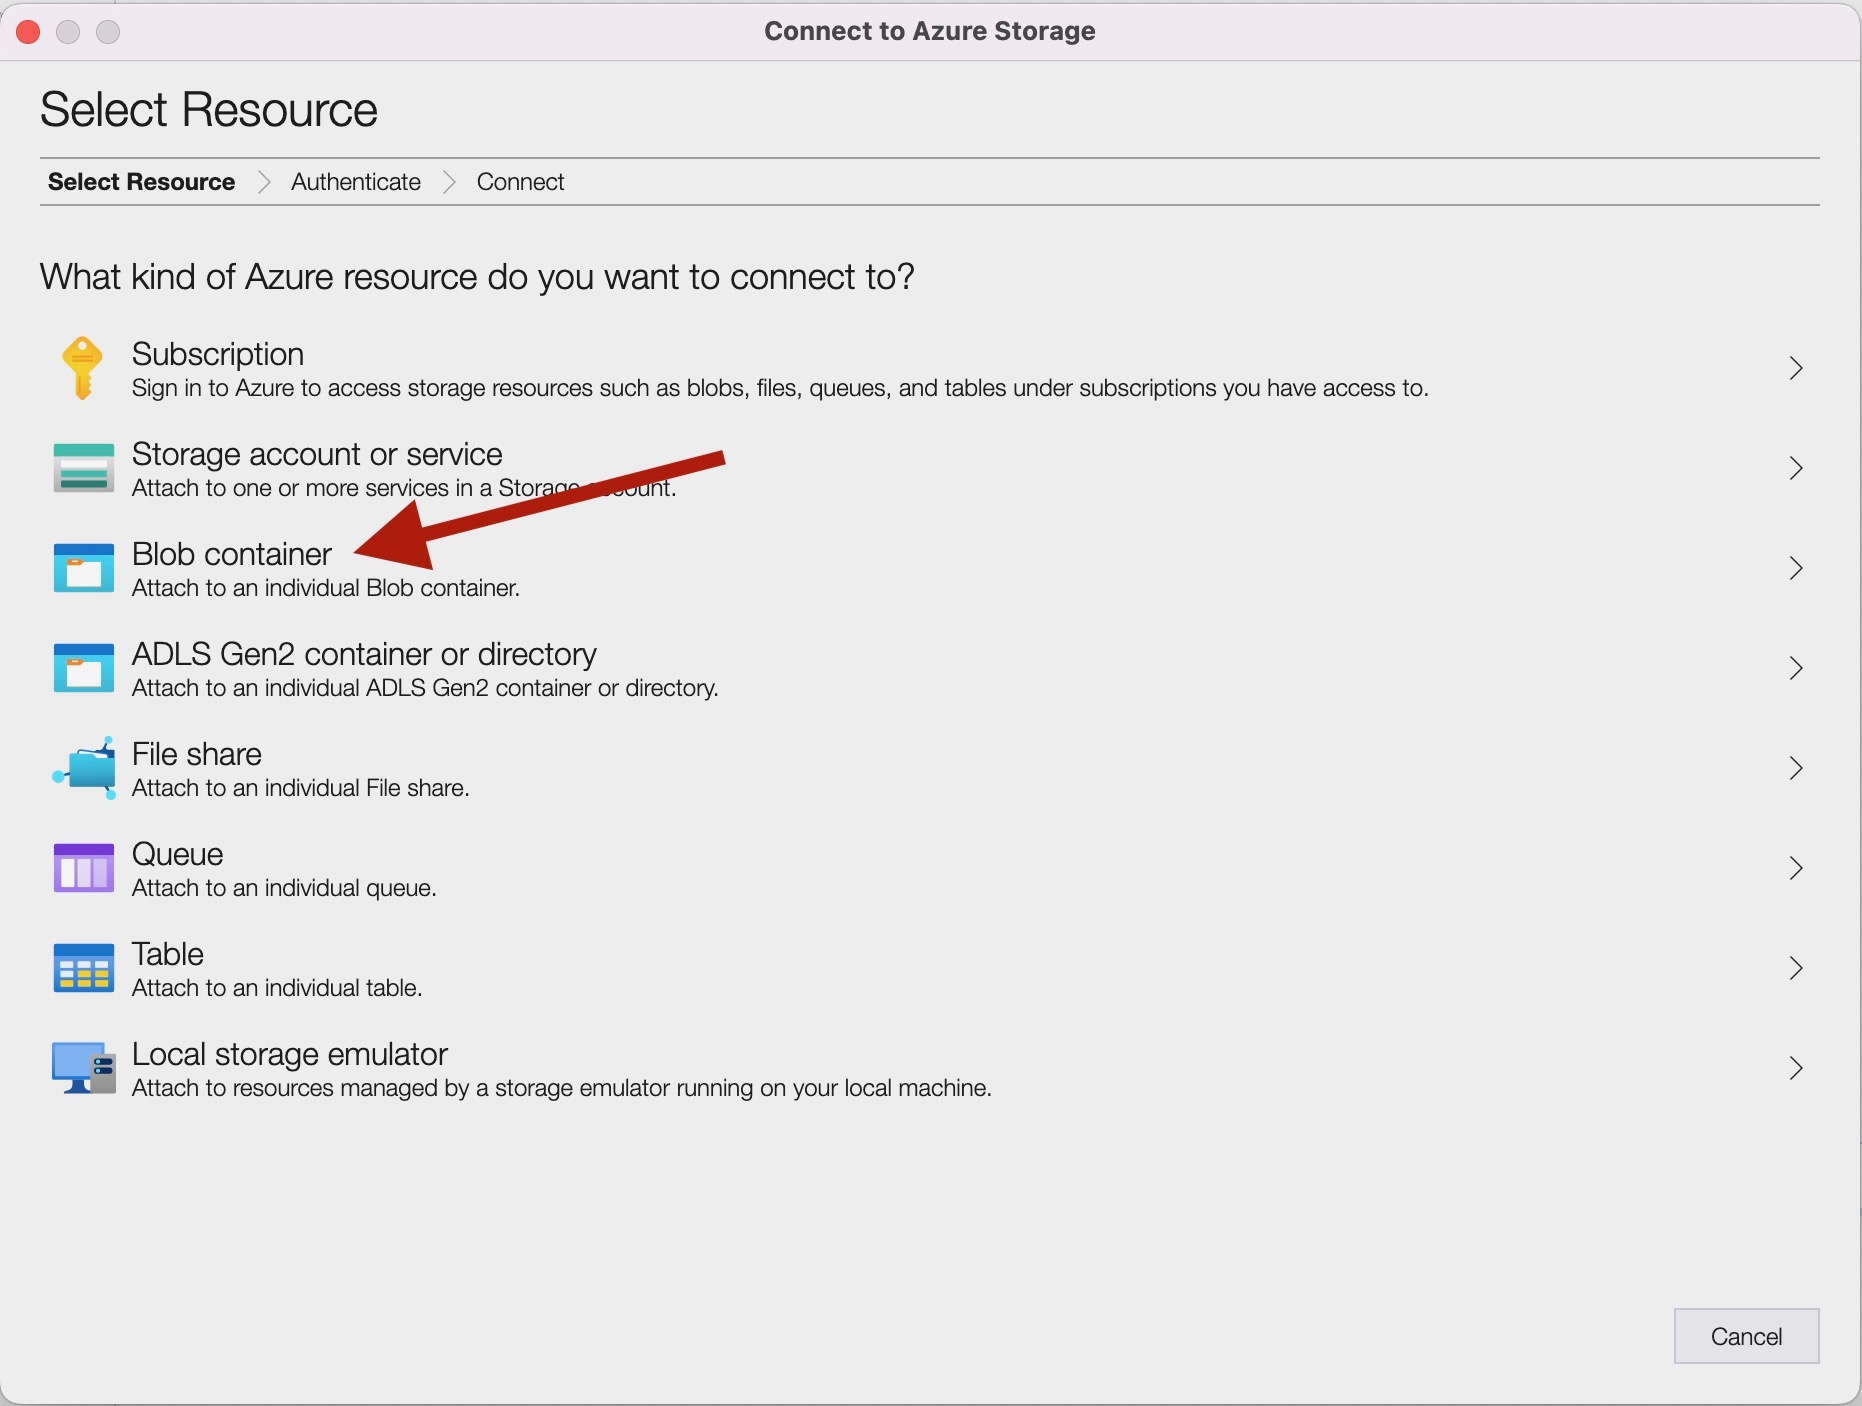 Connect to Azure Storage
Select Resource
Select Resource Authenticate Connect
What kind of Azure resource do you want to connect to?
Subscription
Sign in to Azure to access storage resources such as blobs, files, queues, and tables under subscriptions you have access to.
Storage account or service
Attach to one or more services in a Storage account.
Blob container
Attach to an individual Blob container.
ADLS Gen2 container or directory
Attach to an individual ADLS Gen2 container or directory.
File share
Attach to an individual File share.
Queue
Attach to an individual queue.
Table
Attach to an individual table.
Local storage emulator
Attach to resources managed by a storage emulator running on your local machine.
Cancel